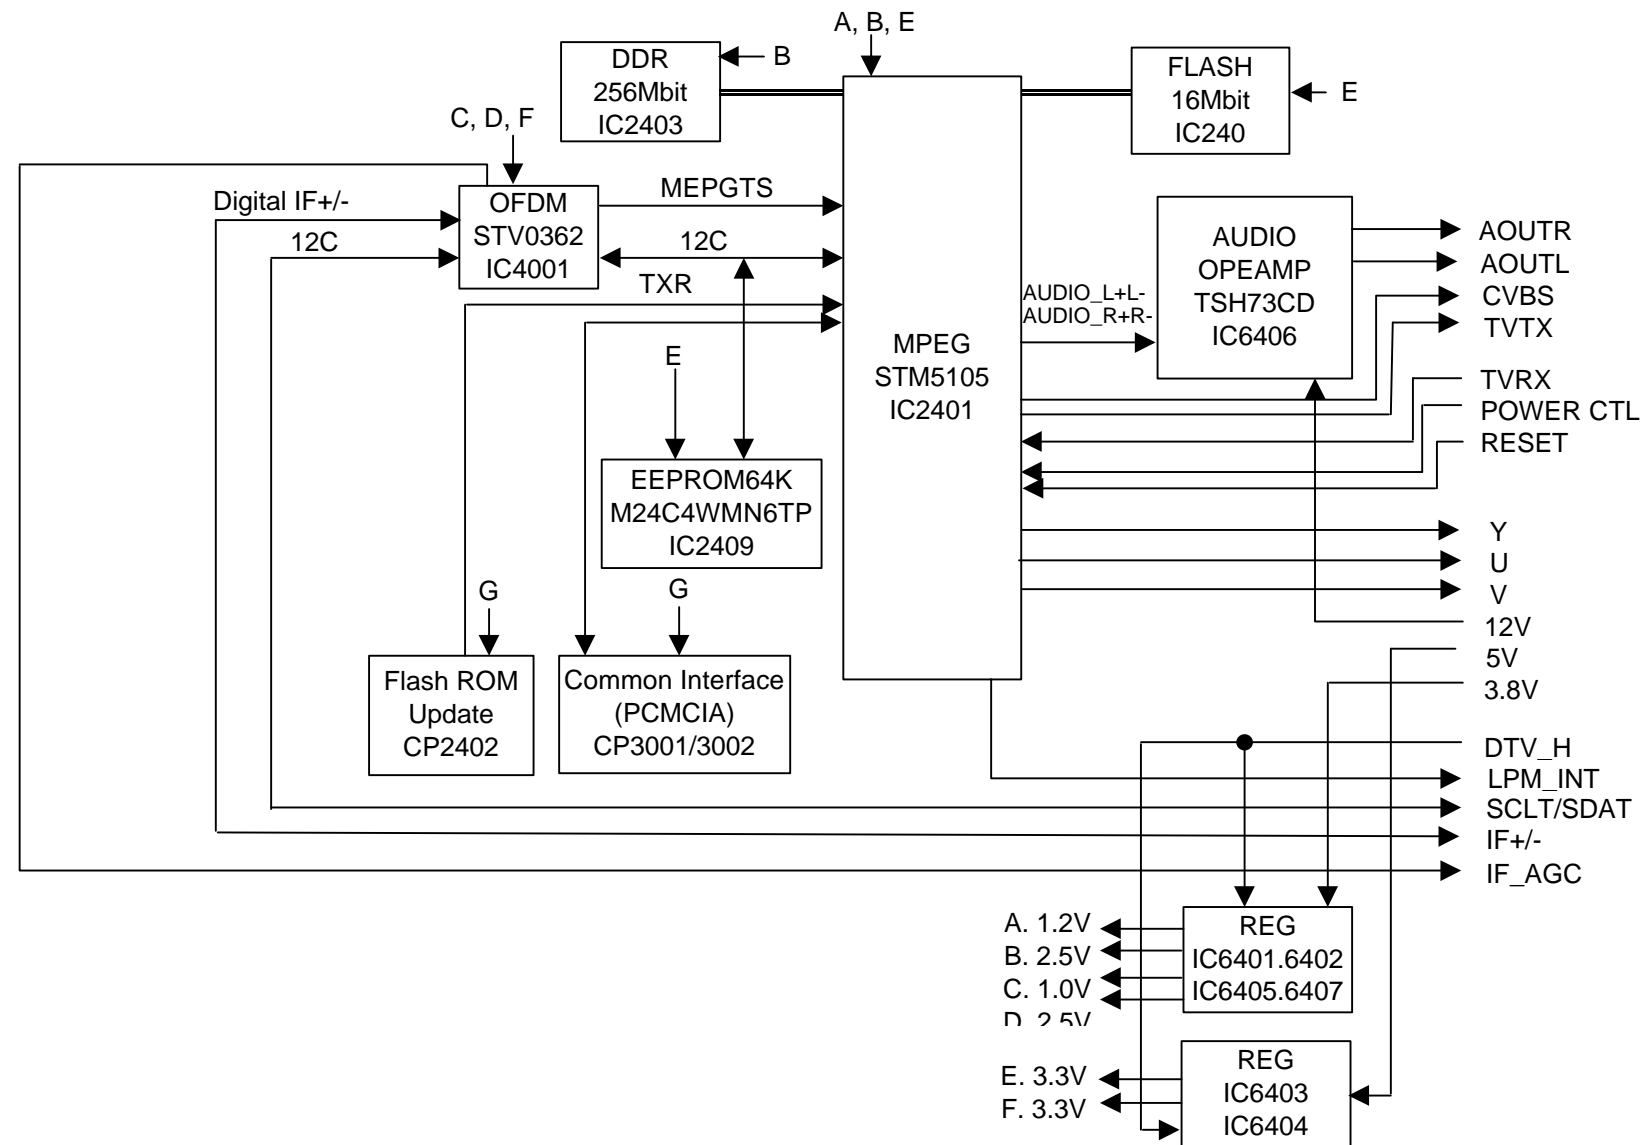 A, B, E
DDR
256Mbit
IC2403
B
FLASH
16Mbit
IC240
E
C, D, F
OFDM
STV0362
IC4001
Digital IF+/-
12C
MEPGTS
12C
TXR
MPEG
STM5105
IC2401
AUDIO_L+L-
AUDIO_R+R-
AUDIO
OPEAMP
TSH73CD
IC6406
AOUTR
AOUTL
CVBS
TVTX
TVRX
POWER CTL
RESET
E
EEPROM64K
M24C4WMN6TP
IC2409
Y
U
V
12V
5V
3.8V
G
Flash ROM
Update
CP2402
G
Common Interface
(PCMCIA)
CP3001/3002
DTV_H
LPM_INT
SCLT/SDAT
IF+/-
IF_AGC
A. 1.2V
B. 2.5V
C. 1.0V
D. 2.5V
REG
IC6401.6402
IC6405.6407
E. 3.3V
F. 3.3V
REG
IC6403
IC6404